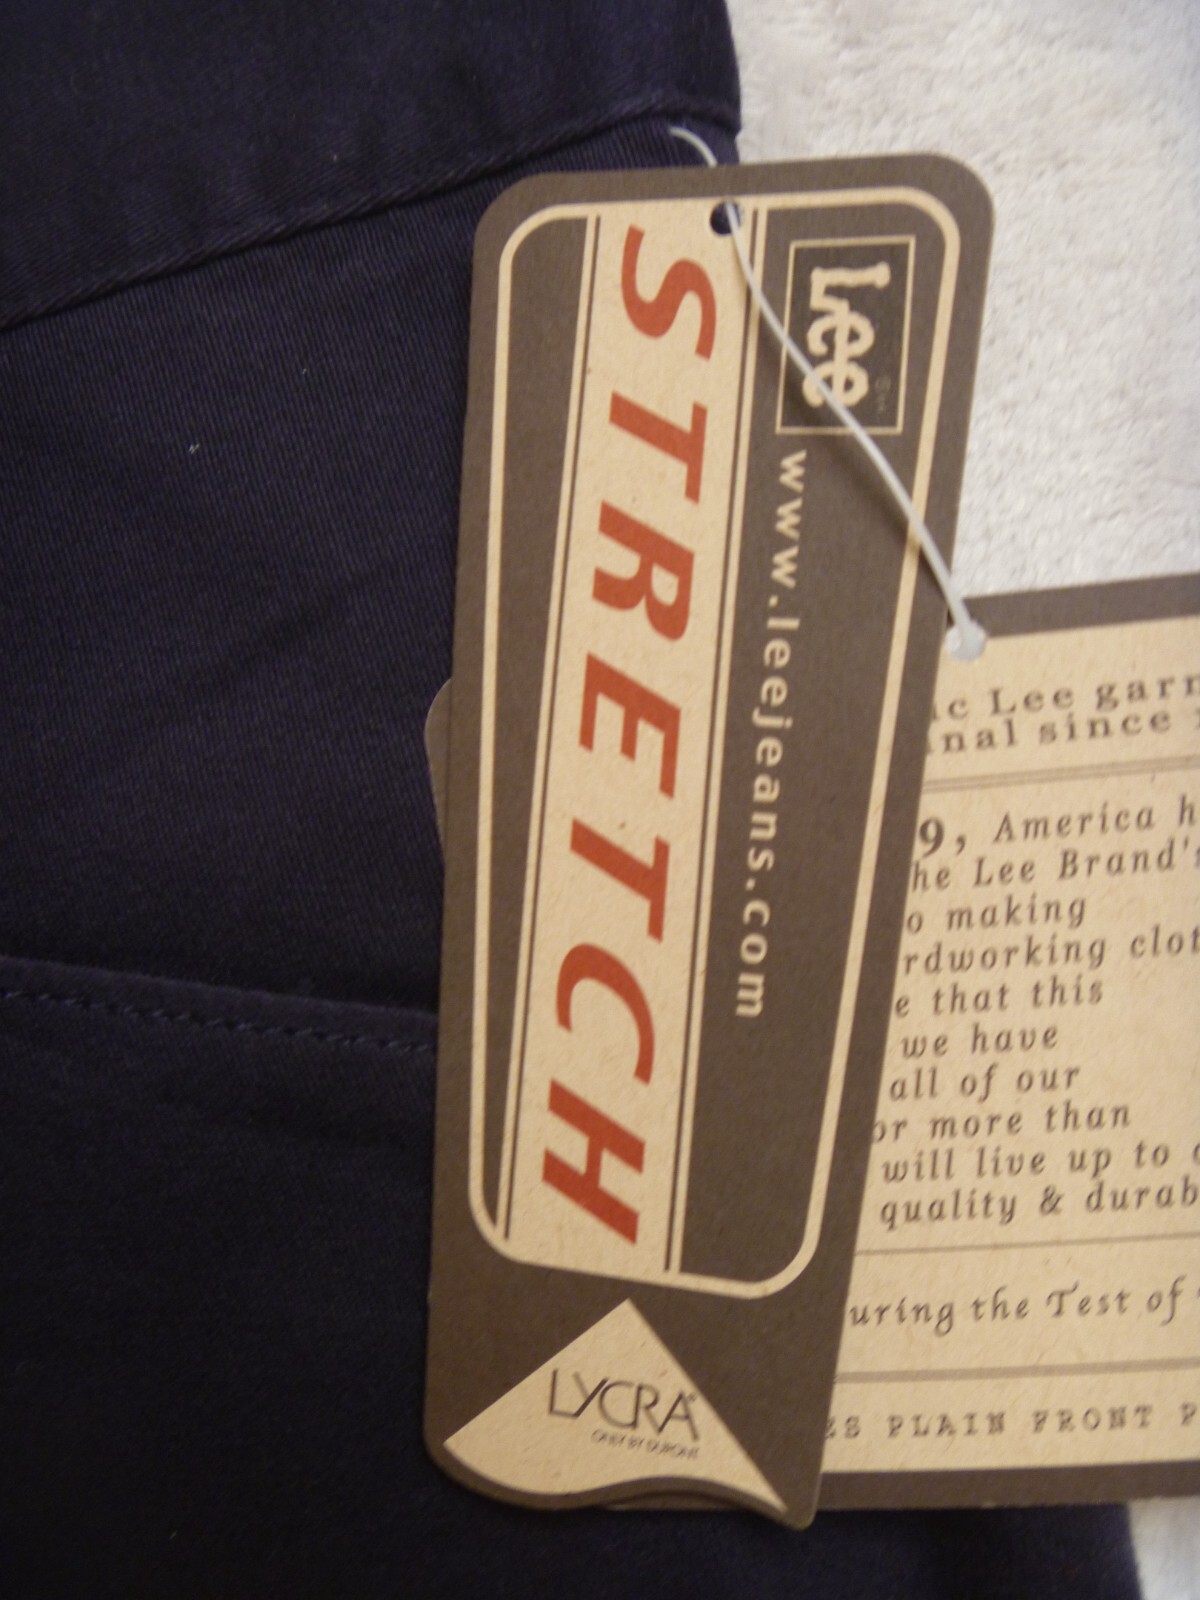 Lee
www.leejeans.com
STRETCH
LYCRA®
ONLY BY DUPONT
ic Lee garn
inal since
9, America h
he Lee Brand's
o making
rdworking clot
e that this
we have
all of our
or more than
will live up to
quality & durab
uring the Test of
ES PLAIN FRONT P